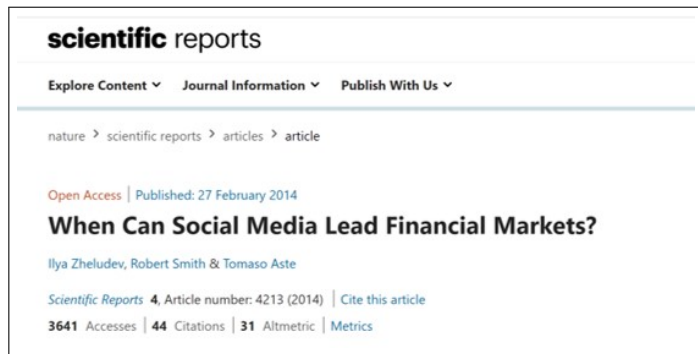 scientific reports
Explore Content Journal Information Publish With Us
nature > scientific reports > articles > article
Open Access | Published: 27 February 2014
When Can Social Media Lead Financial Markets?
Ilya Zheludev, Robert Smith & Tomaso Aste
Scientific Reports 4, Article number: 4213 (2014) | Cite this article
3641 Accesses | 44 Citations | 31 Altmetric | Metrics